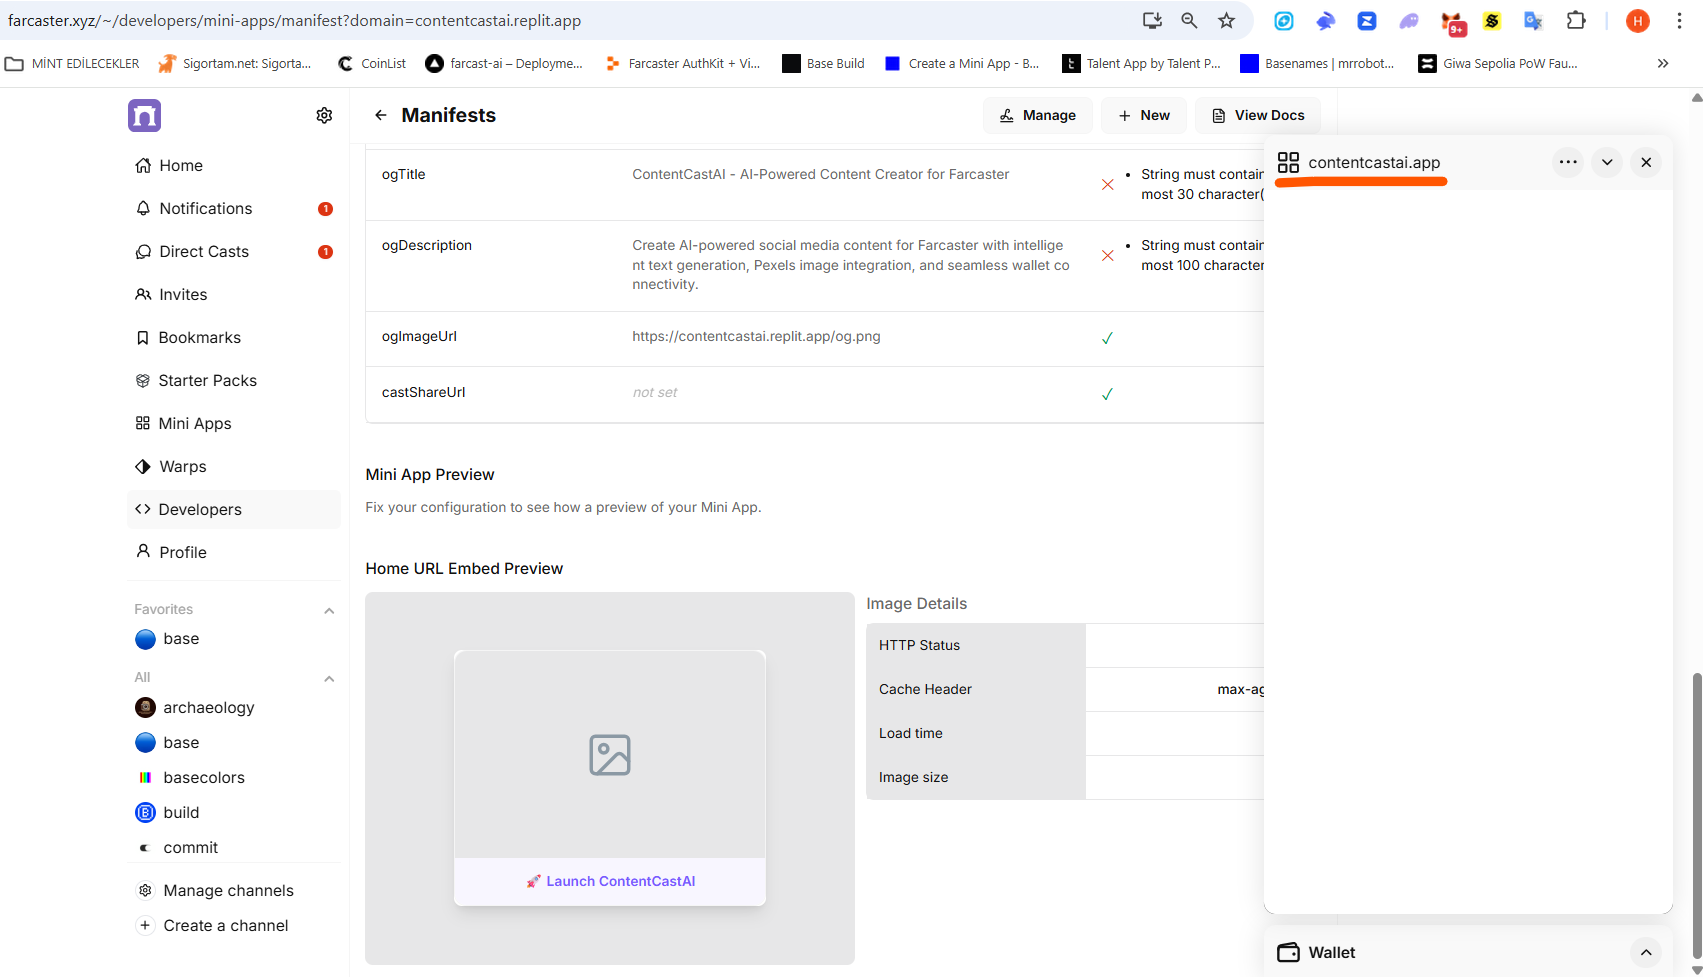 farcaster.xyz/~/developers/mini-apps/manifest?domain=contentcastai.replit.app
9+
H
MİNT EDİLECEKLER
Sigortam.net: Sigorta...
CoinList
farcast-ai – Deployme...
Farcaster AuthKit + Vi...
Base Build
Create a Mini App - B...
Talent App by Talent P...
Basenames | mrrobot...
Giwa Sepolia PoW Fau...
Manifests
Manage
New
View Docs
Home
Notifications
1
Direct Casts
1
Invites
Bookmarks
Starter Packs
Mini Apps
Warps
Developers
Profile
Favorites
base
All
archaeology
base
basecolors
build
commit
Manage channels
Create a channel
ogTitle
ContentCastAI - AI-Powered Content Creator for Farcaster
• String must contain
most 30 character(
ogDescription
Create AI-powered social media content for Farcaster with intellige
nt text generation, Pexels image integration, and seamless wallet co
nnectivity.
• String must contain
most 100 character
ogImageUrl
https://contentcastai.replit.app/og.png
castShareUrl
not set
Mini App Preview
Fix your configuration to see how a preview of your Mini App.
Home URL Embed Preview
🚀 Launch ContentCastAI
Image Details
HTTP Status
Cache Header
max-ag
Load time
Image size
contentcastai.app
Wallet